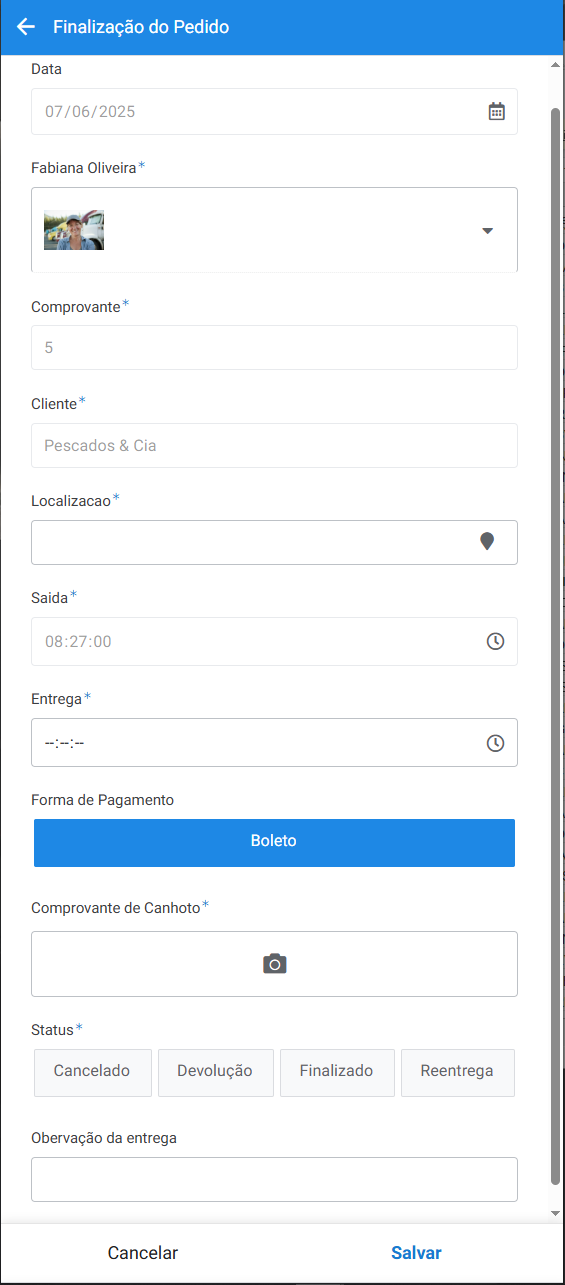 Finalização do Pedido
Data
07/06/2025
Fabiana Oliveira*
Comprovante*
5
Cliente*
Pescados & Cia
Localizacao*
Saida*
08:27:00
Entrega*
--:--:--
Forma de Pagamento
Boleto
Comprovante de Canhoto*
Status*
Cancelado Devolução Finalizado Reentrega
Obervação da entrega
Cancelar Salvar